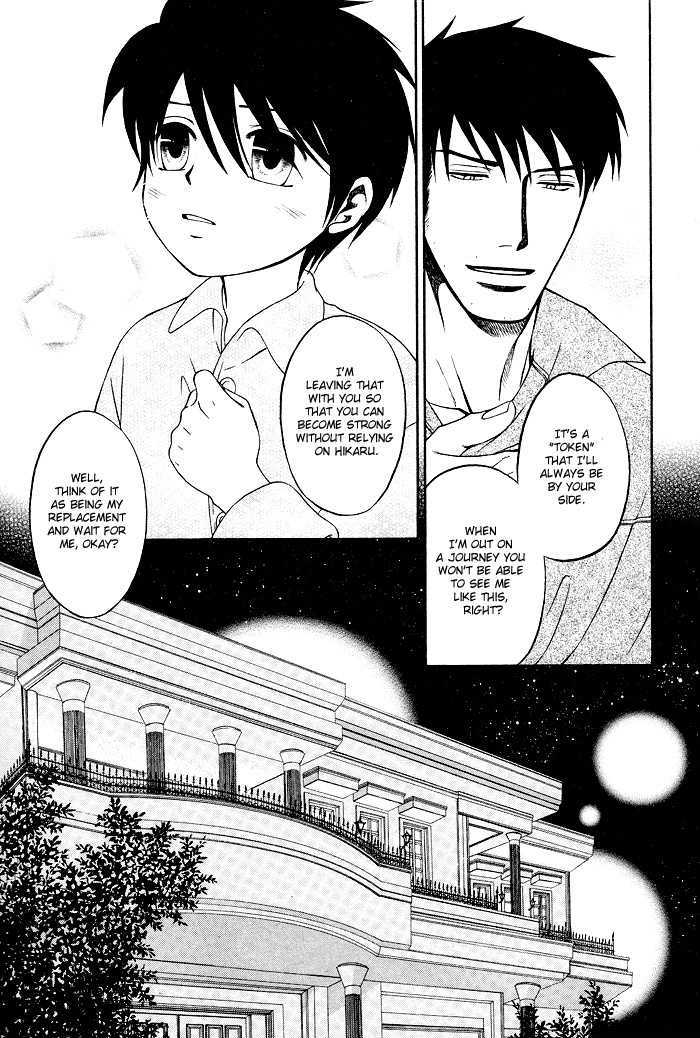 IT'S A
"TOKEN"
THAT I'LL
ALWAYS BE
BY YOUR
SIDE.
WHEN
I'M OUT ON
A JOURNEY YOU
WON'T BE ABLE
TO SEE ME
LIKE THIS,
RIGHT?
I'M
LEAVING THAT
WITH YOU SO
THAT YOU CAN
BECOME STRONG
WITHOUT RELYING
ON HIKARU.
WELL,
THINK OF IT
AS BEING MY
REPLACEMENT
AND WAIT FOR
ME, OKAY?